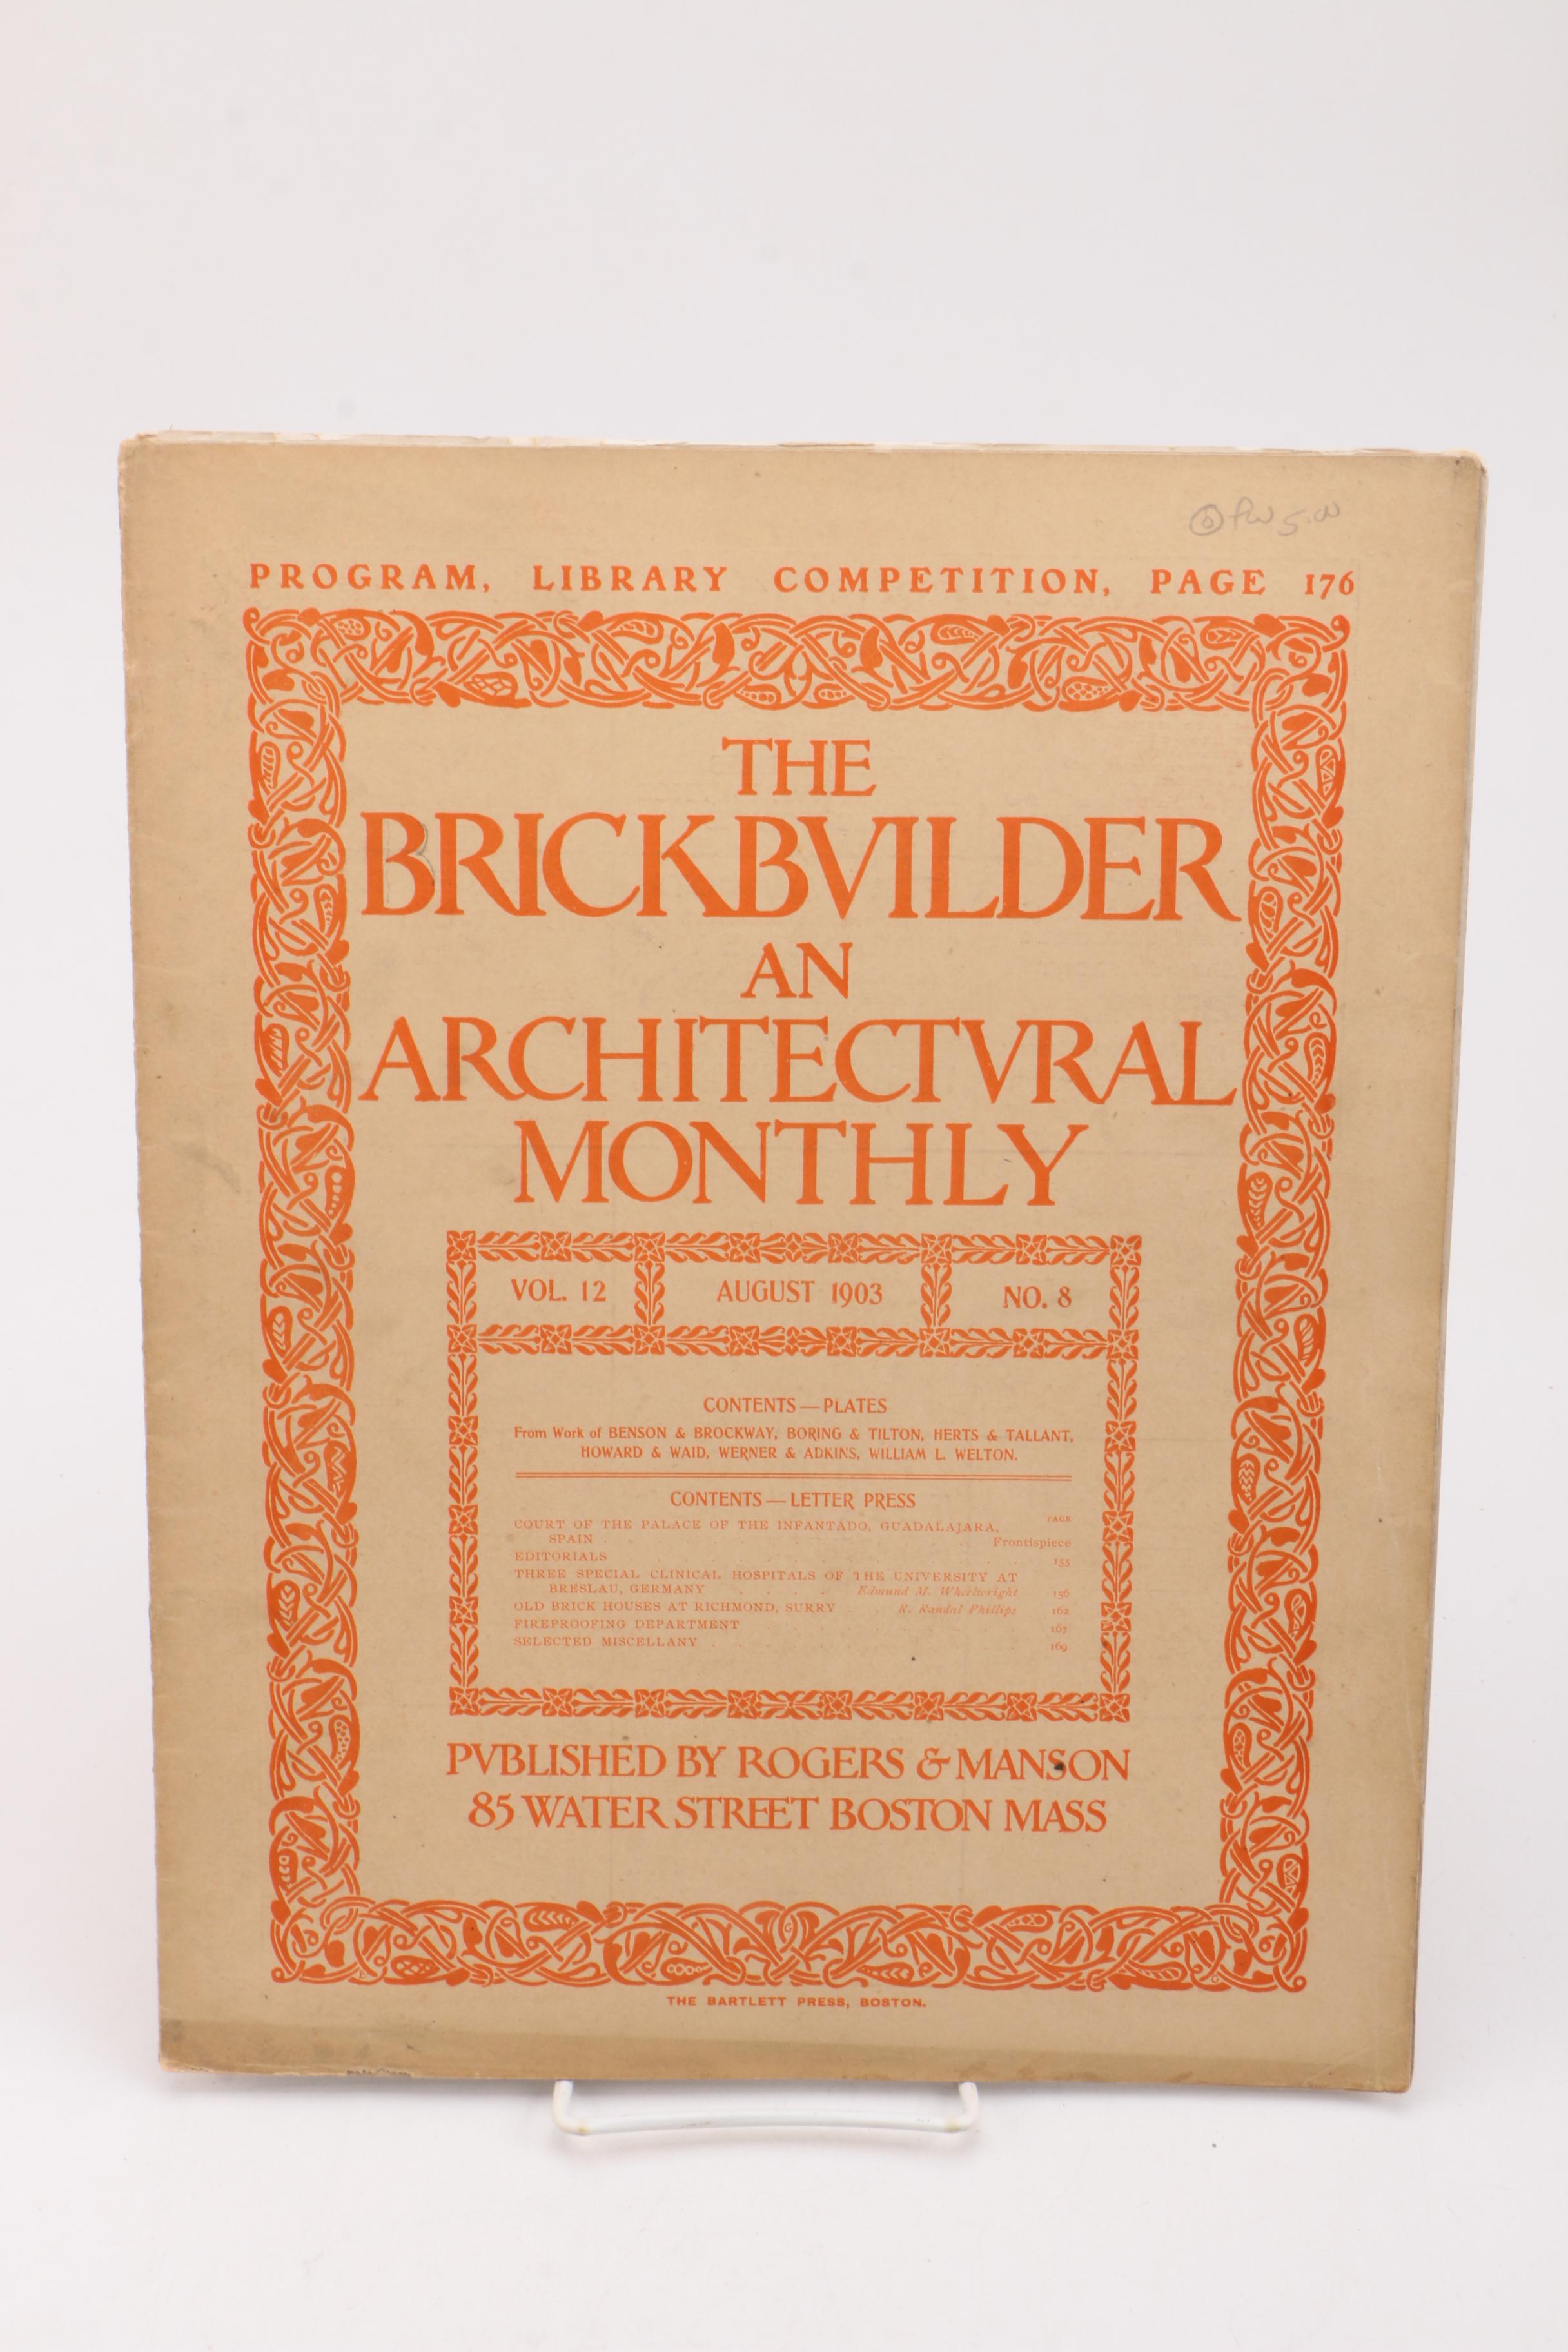 5.00
PROGRAM, LIBRARY COMPETITION, PAGE 176
THE
BRICKBVILDER
AN
ARCHITECTVRAL
MONTHLY
VOL. 12 AUGUST 1903 NO. 8
CONTENTS — PLATES
From Work of BENSON & BROCKWAY, BORING & TILTON, HERTS & TALLANT,
HOWARD & WAID, WERNER & ADKINS, WILLIAM L. WELTON.
CONTENTS — LETTER PRESS
PAGE
COURT OF THE PALACE OF THE INFANTADO, GUADALAJARA,
SPAIN . . . . . Frontispiece
EDITORIALS . . . . . 155
THREE SPECIAL CLINICAL HOSPITALS OF THE UNIVERSITY AT
BRESLAU, GERMANY . . . . . Edmund M. Wheelwright 156
OLD BRICK HOUSES AT RICHMOND, SURRY . . R. Randal Phillips 162
FIREPROOFING DEPARTMENT . . . . . 167
SELECTED MISCELLANY . . . . . 169
PVBLISHED BY ROGERS & MANSON
85 WATER STREET BOSTON MASS
THE BARTLETT PRESS, BOSTON.